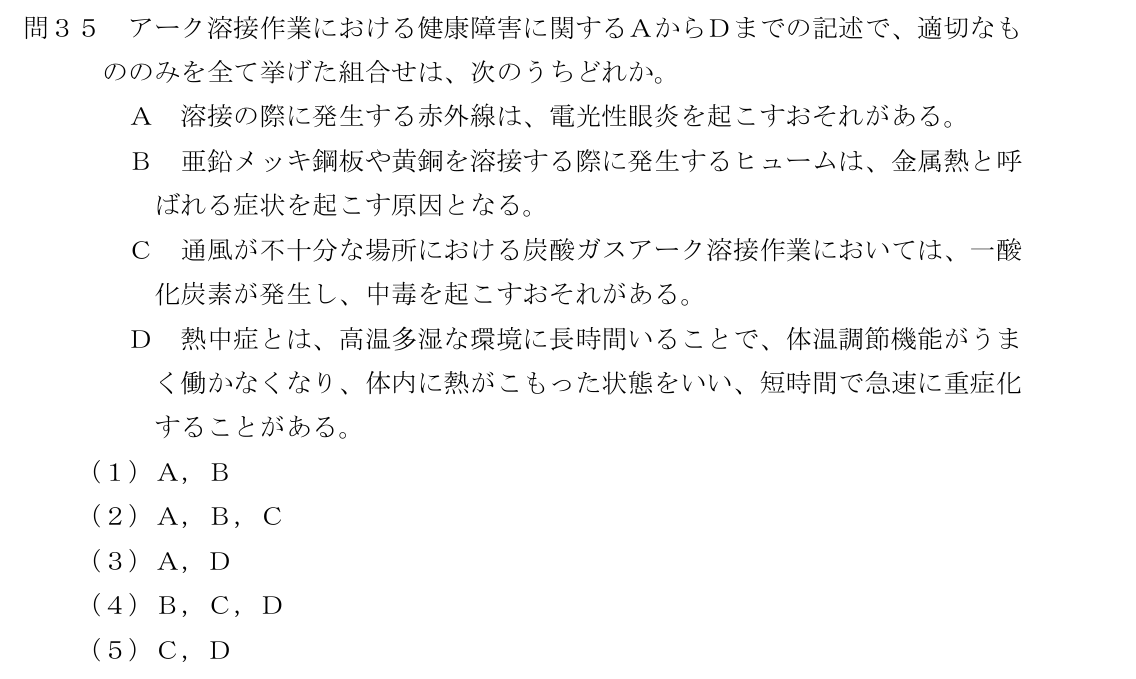 問３５　アーク溶接作業における健康障害に関するＡからＤまでの記述で、適切なも
ののみを全て挙げた組合せは、次のうちどれか。
Ａ　溶接の際に発生する赤外線は、電光性眼炎を起こすおそれがある。
Ｂ　亜鉛メッキ鋼板や黄銅を溶接する際に発生するヒュームは、金属熱と呼
ばれる症状を起こす原因となる。
Ｃ　通風が不十分な場所における炭酸ガスアーク溶接作業においては、一酸
化炭素が発生し、中毒を起こすおそれがある。
Ｄ　熱中症とは、高温多湿な環境に長時間いることで、体温調節機能がうま
く働かなくなり、体内に熱がこもった状態をいい、短時間で急速に重症化
することがある。
（１）Ａ，Ｂ
（２）Ａ，Ｂ，Ｃ
（３）Ａ，Ｄ
（４）Ｂ，Ｃ，Ｄ
（５）Ｃ，Ｄ